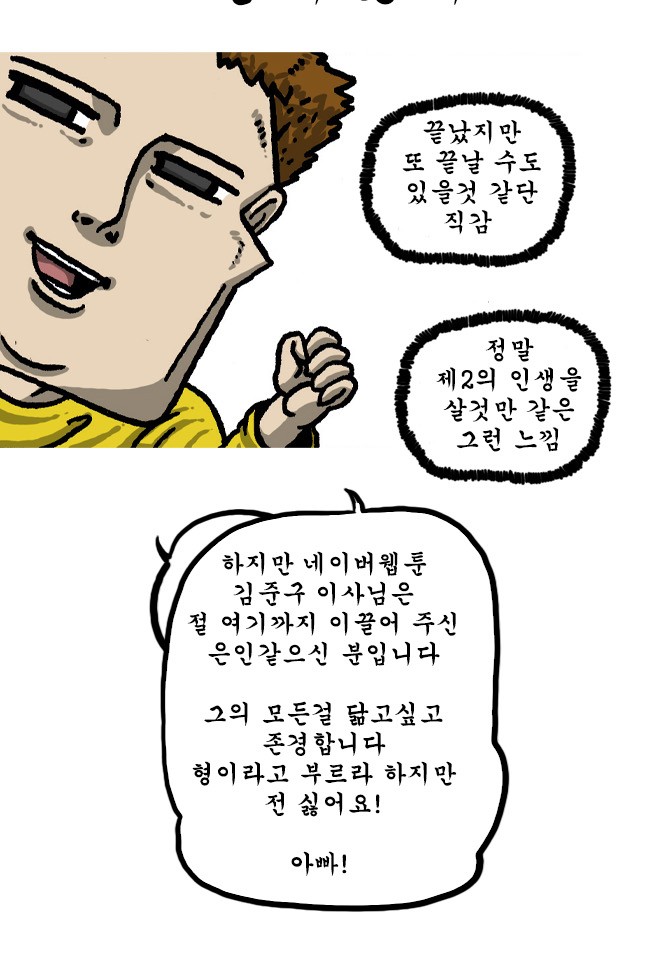 끝났지만
또 끝날 수도
있을것 같단
직감
정말
제2의 인생을
살것만 같은
그런 느낌
하지만 네이버웹툰
김준구 이사님은
절 여기까지 이끌어 주신
은인같으신 분입니다
그의 모든걸 닮고싶고
존경합니다
형이라고 부르라 하지만
전 싫어요!
아빠!